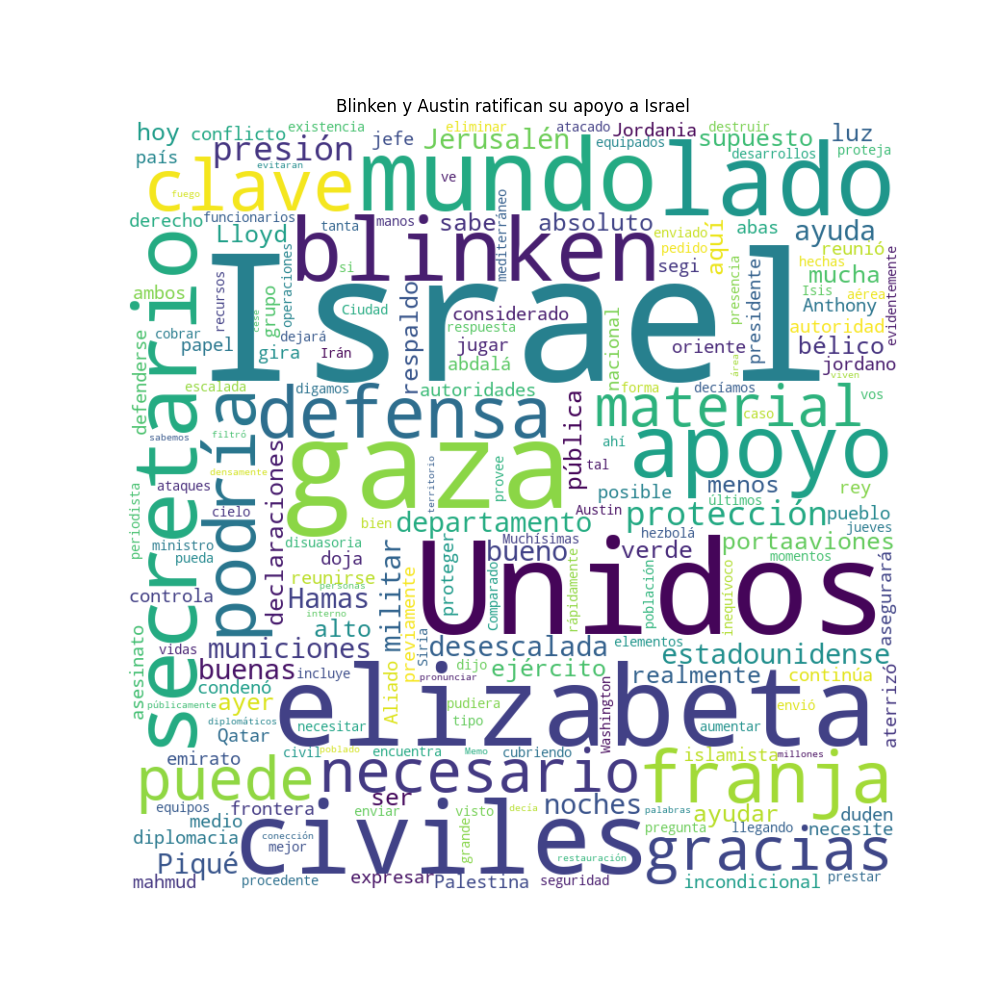 Blinken y Austin ratifican su apoyo a Israel
hoy conflicto existencia jefe eliminar atacado Jordania destruir luz
país presión Jerusalén equipados supuesto desarrollos proteja
clave evitaran mundo lado
fuego ve
derecho funcionarios tanta manos mediterráneo sabe absoluto enviado aquí abas ayuda
secretario Lloyd blinken si pedido reunió
ambos operaciones segi presencia presidente hechas mucha evidentemente
recursos grupo Israel respaldo Isis aérea Anthony
cobrar cese dejará Ciudad considerado respuesta nacional autoridad
papel gira Irán jugar oriente bélico
abdalá área jordano
defenderse escalada digamos autoridades forma decíamos viven vos
podría defensa material caso
sabemos filtró pública ahí apoyo
densamente gaza territorio provee tal
periodista ataques declaraciones posible menos rey
cielo Austin últimos
bien departamento protección pueblo
ministro disuasoria Muchísimas hezbolá jueves
pueda doja militar bueno verde portaaviones
reunirse personas previamente proteger Comparado rápidamente población inequívoco momentos asegurará
controla Hamas Unidos
interno
asesinato alto Siria
vidas municiones desescalada elementos estadounidense
buenas Aliado dijo ejército
condenó incluye pronunciar realmente continúa aterrizó
públicamente ayer elizabeta pudiera envió
diplomáticos necesitar tipo Washington aumentar
Qatar
emirato civil poblado encuentra Memo cubriendo islamista millones
puede necesario franja
equipos frontera ser noches
medio enviar visto decía palabras ayudar duden
diplomacia conección grande pregunta llegando necesite
Piqué mejor civiles restauración gracias
mahmud procedente expresar Palestina seguridad incondicional prestar